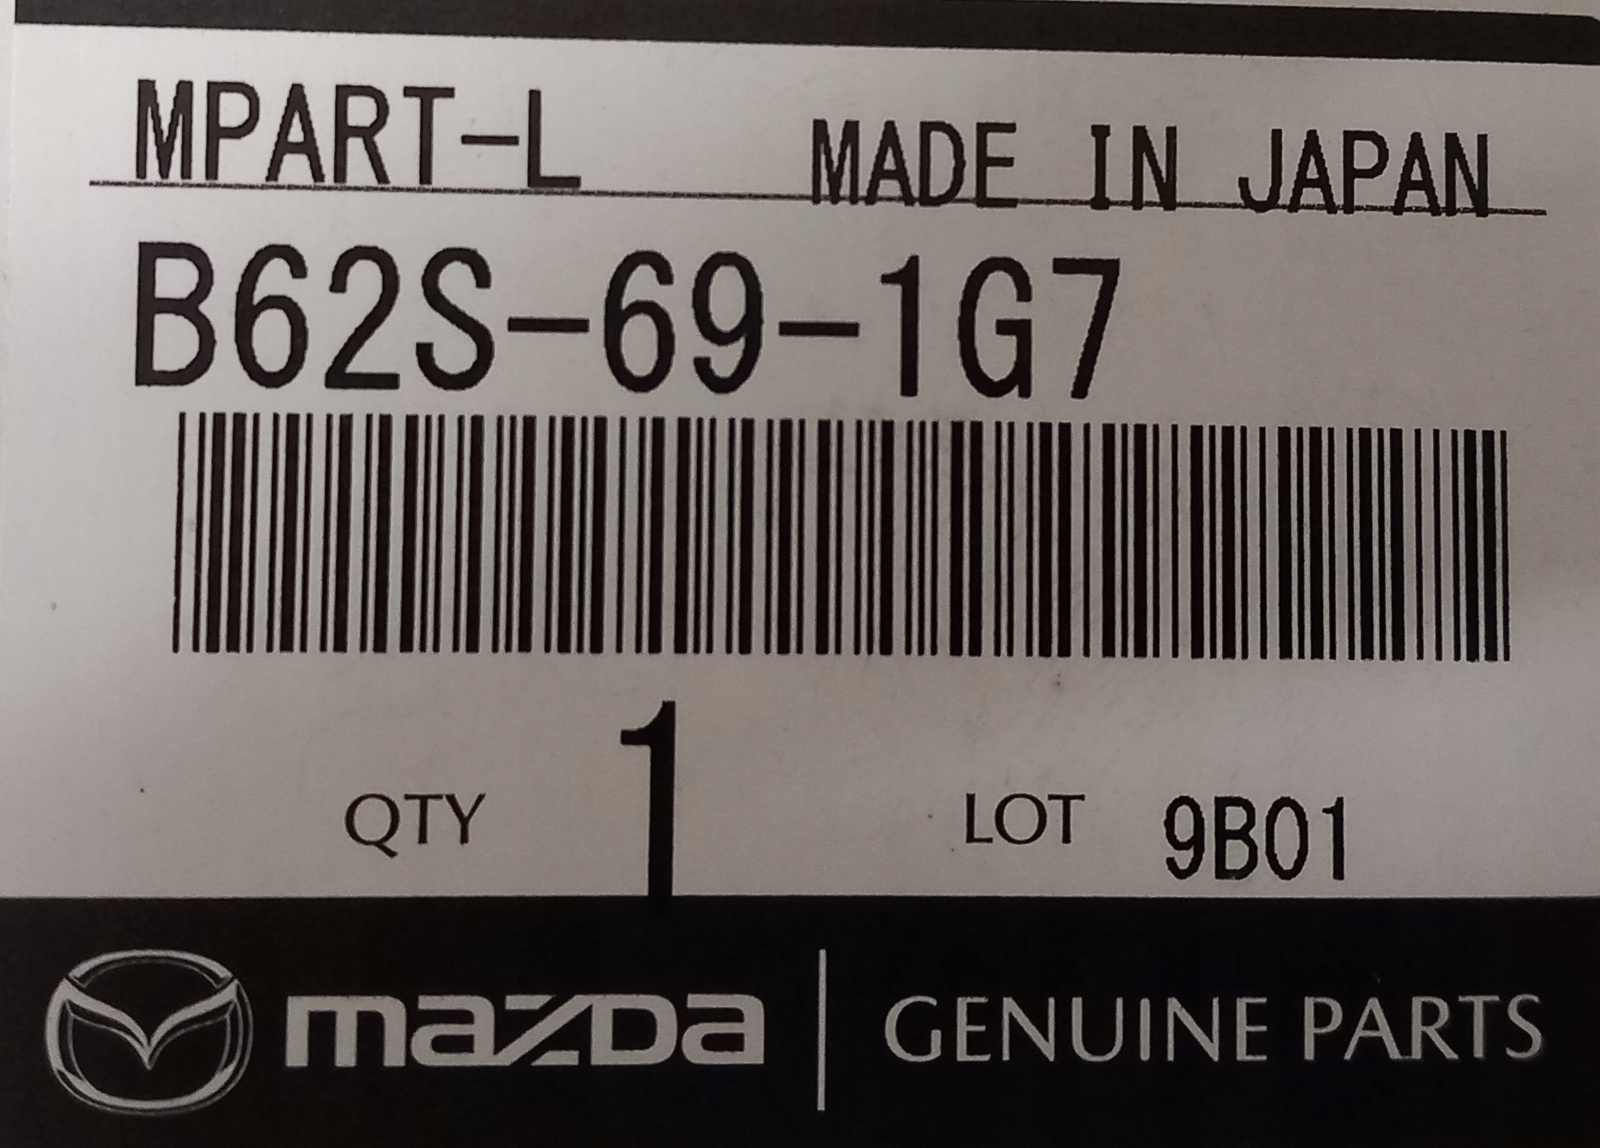 MPART-L MADE IN JAPAN
B62S-69-1G7
QTY 1 LOT 9B01
mazda GENUINE PARTS